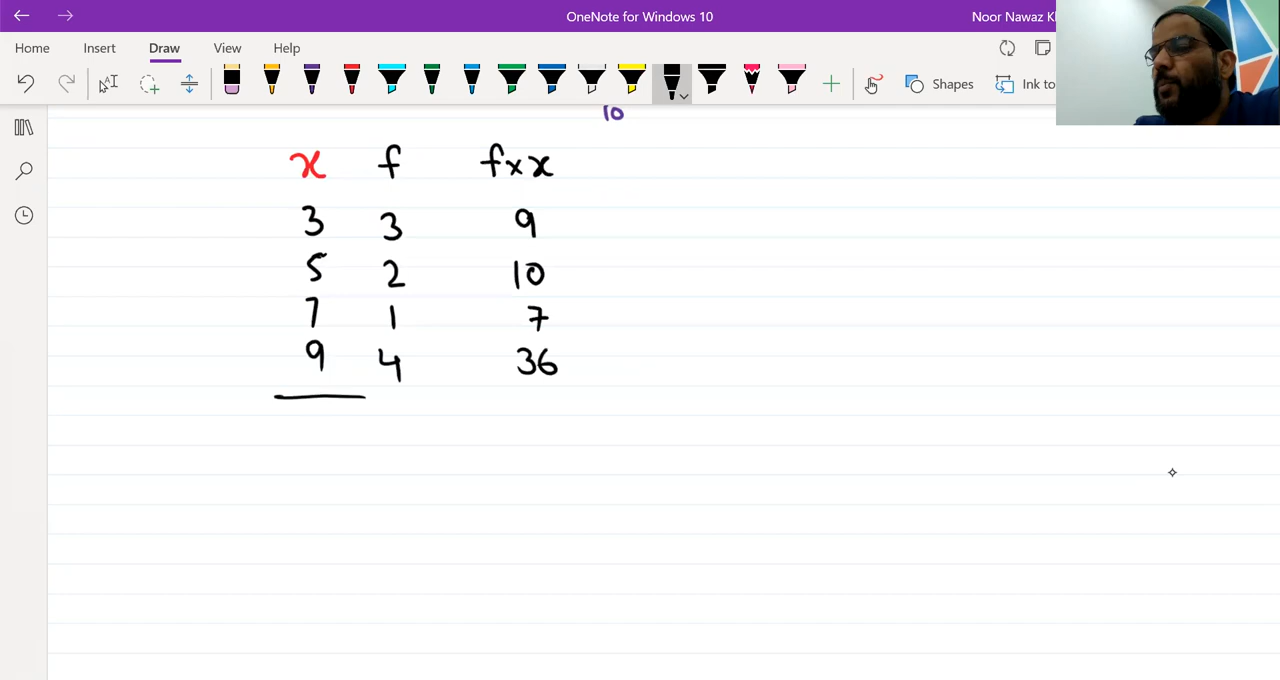 OneNote for Windows 10
Noor Nawaz K
Home Insert Draw View Help
Shapes Ink to
10
x f f×x
3 3 9
5 2 10
7 1 7
9 4 36